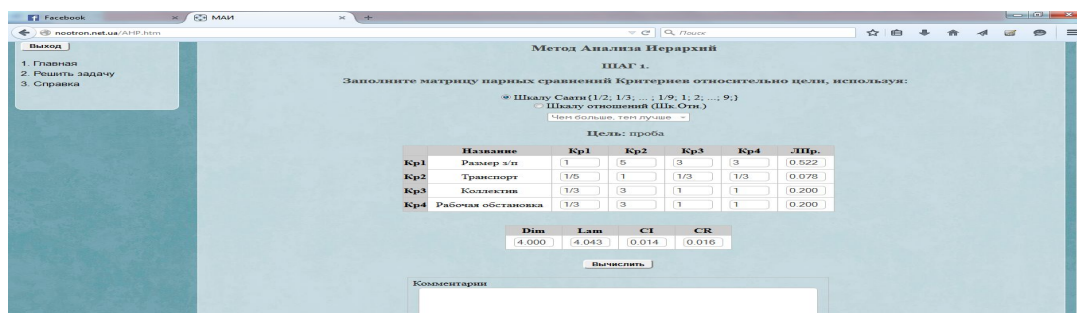 Facebook
МАИ
nootron.net.ua/AHP.htm
Поиск
Выход
1. Главная
2. Решить задачу
3. Справка
Метод Анализа Иерархий
ШАГ 1.
Заполните матрицу парных сравнений Критериев относительно цели, используя:
Шкалу Саати{1/2; 1/3; ... ; 1/9; 1; 2; ...; 9;}
Шкалу отношений (Шк.Отн.)
Чем больше, тем лучше
Цель: проба
Название Кр1 Кр2 Кр3 Кр4 ЛПр.
Кр1 Размер з/п 1 5 3 3 0.522
Кр2 Транспорт 1/5 1 1/3 1/3 0.078
Кр3 Коллектив 1/3 3 1 1 0.200
Кр4 Рабочая обстановка 1/3 3 1 1 0.200
Dim Lam CI CR
4.000 4.043 0.014 0.016
Вычислить
Комментарии